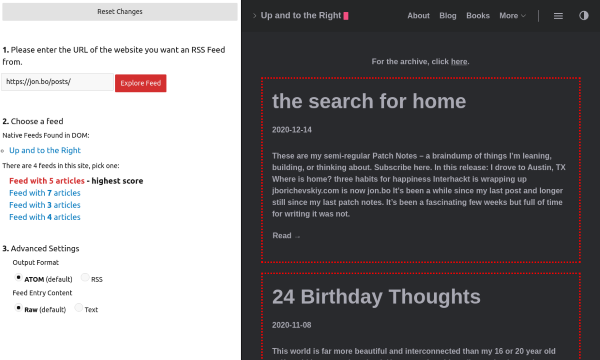 Reset Changes
1. Please enter the URL of the website you want an RSS Feed
from.
https://jon.bo/posts/
Explore Feed
2. Choose a feed
Native Feeds Found in DOM:
Up and to the Right
There are 4 feeds in this site, pick one:
Feed with 5 articles - highest score
Feed with 7 articles
Feed with 3 articles
Feed with 4 articles
3. Advanced Settings
Output Format
ATOM (default) RSS
Feed Entry Content
Raw (default) Text
> Up and to the Right
About Blog Books More
For the archive, click here.
the search for home
2020-12-14
These are my semi-regular Patch Notes – a braindump of things I'm leaning,
building, or thinking about. Subscribe here. In this release: I drove to Austin, TX
Where is home? three habits for happiness Interhackt is wrapping up
jborichevskiy.com is now jon.bo It's been a while since my last post and longer
still since my last patch notes. It's been a fascinating few weeks but full of time
for writing it was not.
Read →
24 Birthday Thoughts
2020-11-08
This world is far more beautiful and interconnected than my 16 or 20 year old